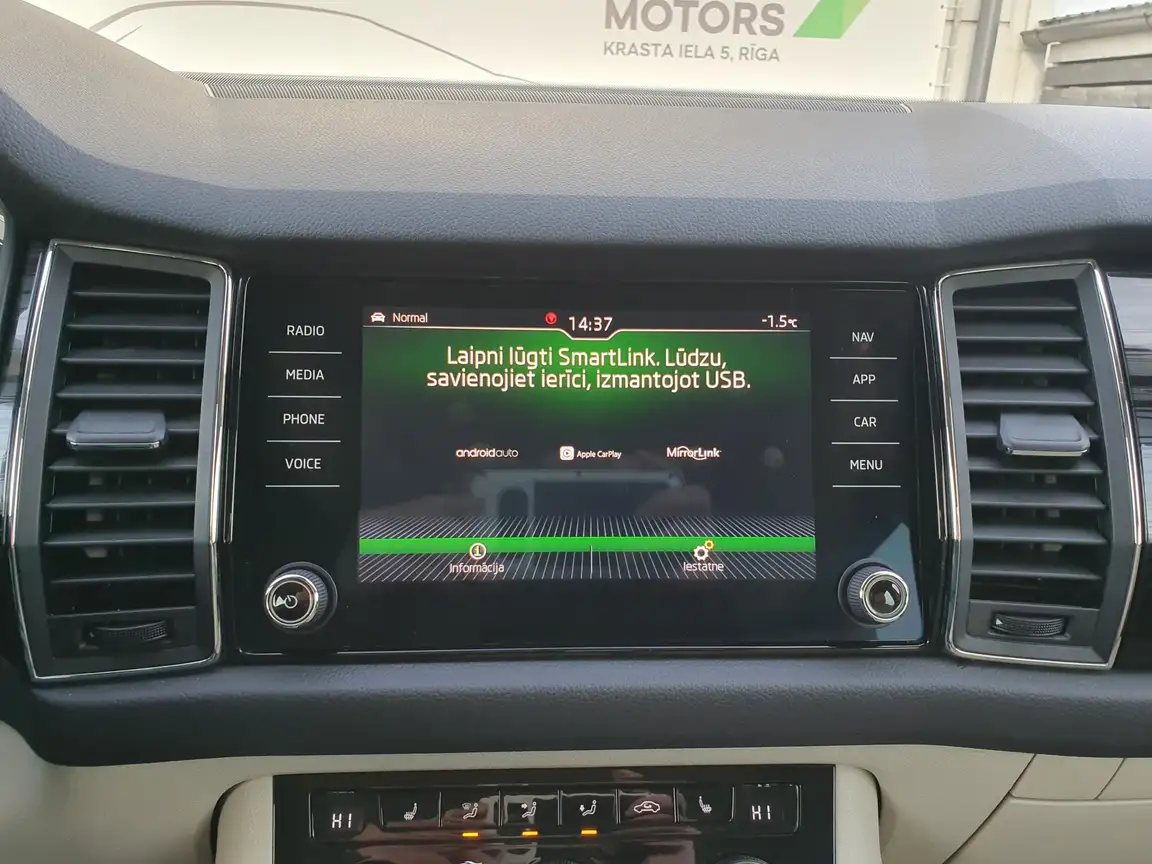 MOTORS
KRASTA IELA 5, RĪGA
Normal
14:37
-1.5°C
Laipni lūgti SmartLink. Lūdzu,
savienojiet ierīci, izmantojot USB.
androidauto
Apple CarPlay
MirrorLink
Informācija
Iestatne
RADIO
MEDIA
PHONE
VOICE
NAV
APP
CAR
MENU
HI
HI